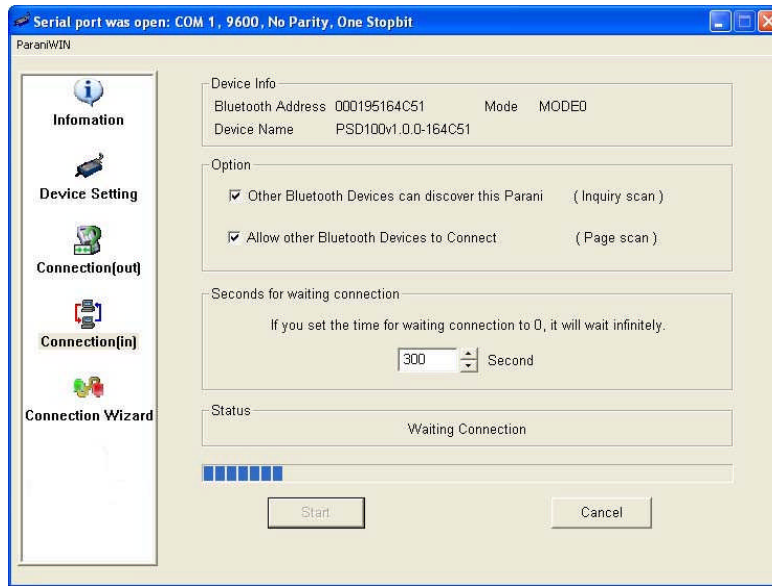 Serial port was open: COM 1, 9600, No Parity, One Stopbit
ParaniWIN
Infomation
Device Setting
Connection(out)
Connection(in)
Connection Wizard
Device Info
Bluetooth Address 000195164C51 Mode MODE0
Device Name PSD100v1.0.0-164C51
Option
Other Bluetooth Devices can discover this Parani ( Inquiry scan )
Allow other Bluetooth Devices to Connect ( Page scan )
Seconds for waiting connection
If you set the time for waiting connection to 0, it will wait infinitely.
300 Second
Status
Waiting Connection
Start Cancel